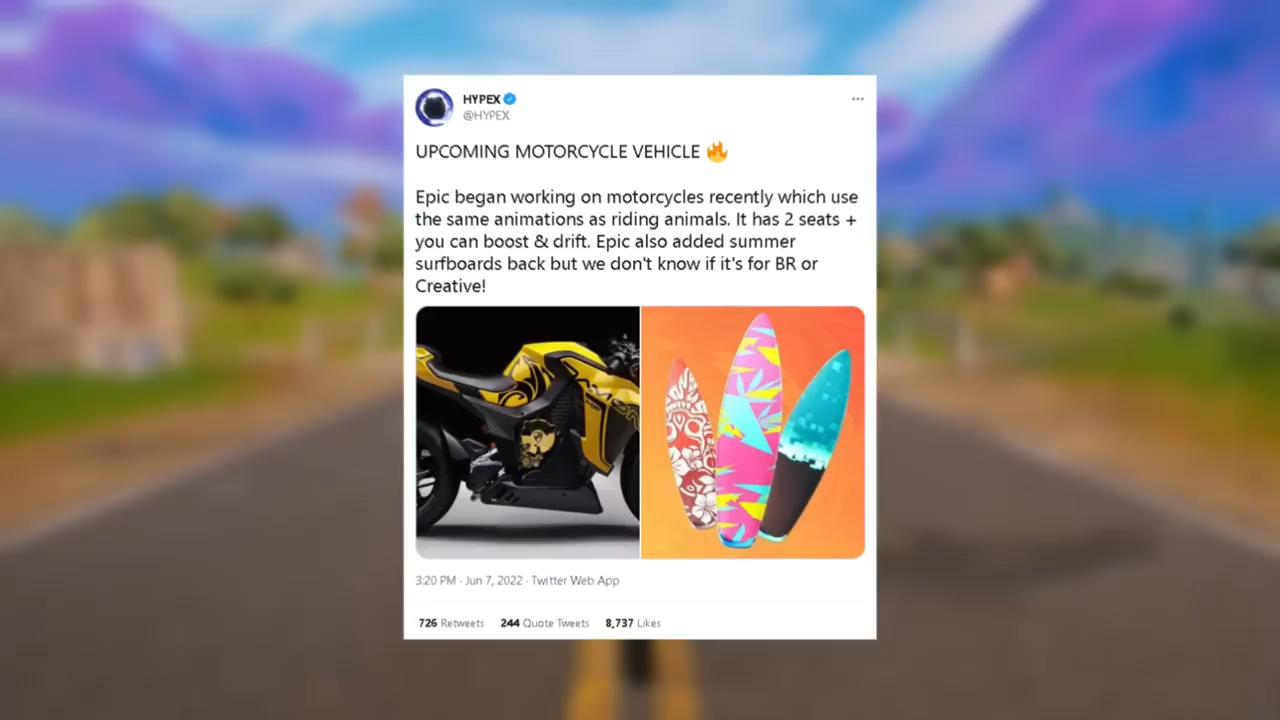 HYPEX
@HYPEX
UPCOMING MOTORCYCLE VEHICLE 🔥
Epic began working on motorcycles recently which use
the same animations as riding animals. It has 2 seats +
you can boost & drift. Epic also added summer
surfboards back but we don't know if it's for BR or
Creative!
3:20 PM · Jun 7, 2022 · Twitter Web App
726 Retweets 244 Quote Tweets 8,737 Likes